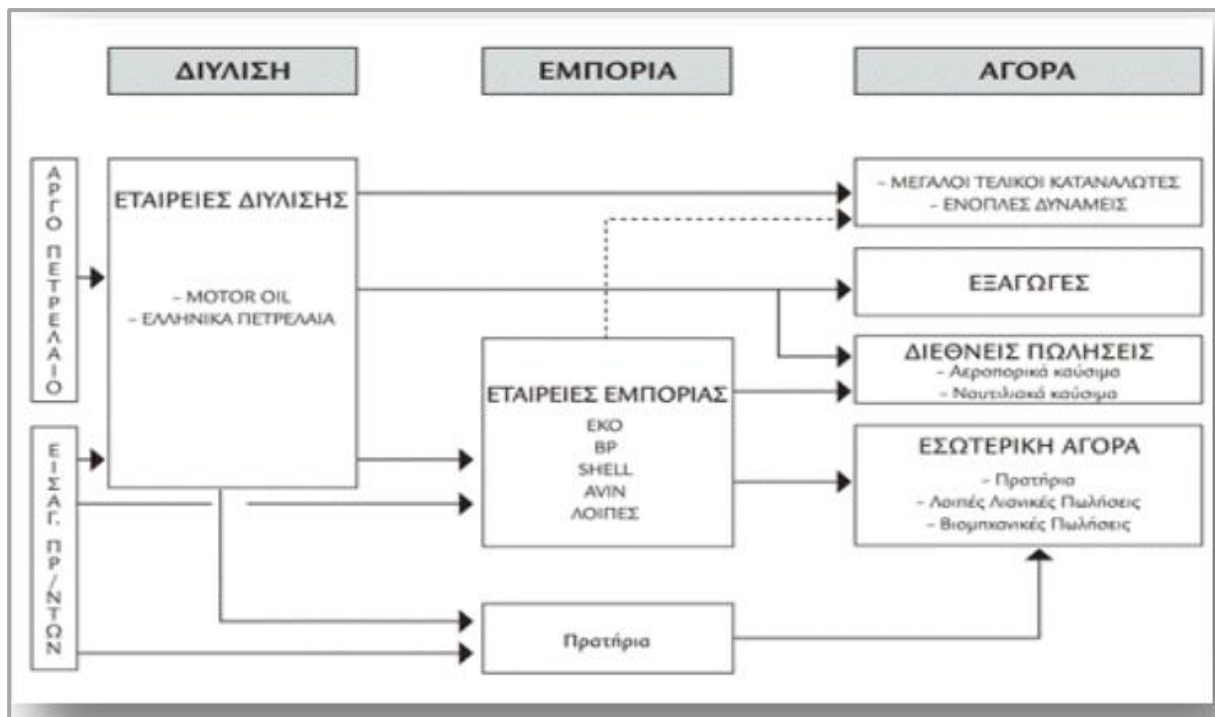 ΔΙΥΛΙΣΗ
ΕΜΠΟΡΙΑ
ΑΓΟΡΑ
ΑΡΓΟ ΠΕΤΡΕΛΑΙΟ
ΕΙΣΑΓ. ΠΡ/ΝΤΩΝ
ΕΤΑΙΡΕΙΕΣ ΔΙΥΛΙΣΗΣ
– MOTOR OIL
– ΕΛΛΗΝΙΚΑ ΠΕΤΡΕΛΑΙΑ
ΕΤΑΙΡΕΙΕΣ ΕΜΠΟΡΙΑΣ
ΕΚΟ
BP
SHELL
AVIN
ΛΟΙΠΕΣ
Πρατήρια
– ΜΕΓΑΛΟΙ ΤΕΛΙΚΟΙ ΚΑΤΑΝΑΛΩΤΕΣ
– ΕΝΟΠΛΕΣ ΔΥΝΑΜΕΙΣ
ΕΞΑΓΩΓΕΣ
ΔΙΕΘΝΕΙΣ ΠΩΛΗΣΕΙΣ
– Αεροπορικά καύσιμα
– Ναυτιλιακά καύσιμα
ΕΣΩΤΕΡΙΚΗ ΑΓΟΡΑ
– Πρατήρια
– Λοιπές Λιανικές Πωλήσεις
– Βιομηχανικές Πωλήσεις